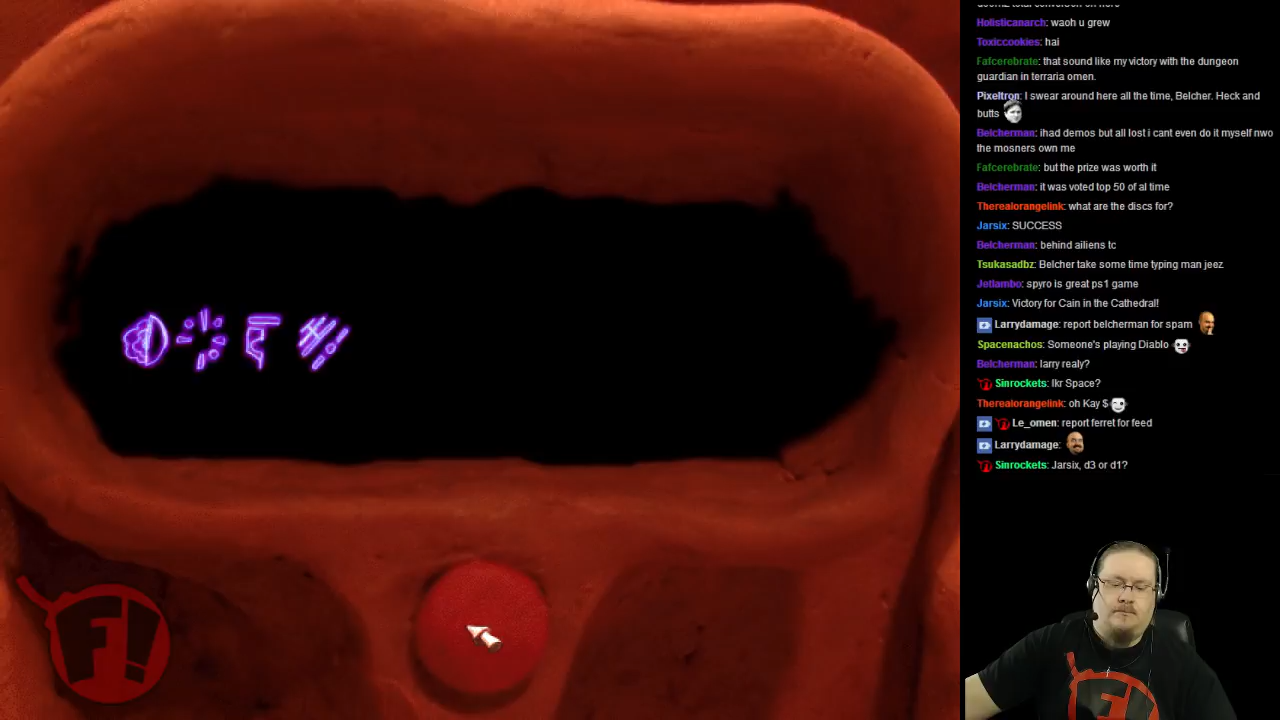 Holisticanarch: waoh u grew
Toxiccookies: hai
Fafcerebrate: that sound like my victory with the dungeon
guardian in terraria omen.
Pixeltron: I swear around here all the time, Belcher. Heck and
butts
Belcherman: ihad demos but all lost i cant even do it myself nwo
the mosners own me
Fafcerebrate: but the prize was worth it
Belcherman: it was voted top 50 of al time
Therealorangelink: what are the discs for?
Jarsix: SUCCESS
Belcherman: behind ailiens tc
Tsukasadbz: Belcher take some time typing man jeez
Jetlambo: spyro is great ps1 game
Jarsix: Victory for Cain in the Cathedral!
Larrydamage: report belcherman for spam
Spacenachos: Someone's playing Diablo
Belcherman: larry realy?
Sinrockets: Ikr Space?
Therealorangelink: oh Kay $
Le_omen: report ferret for feed
Larrydamage:
Sinrockets: Jarsix, d3 or d1?
F!
F!